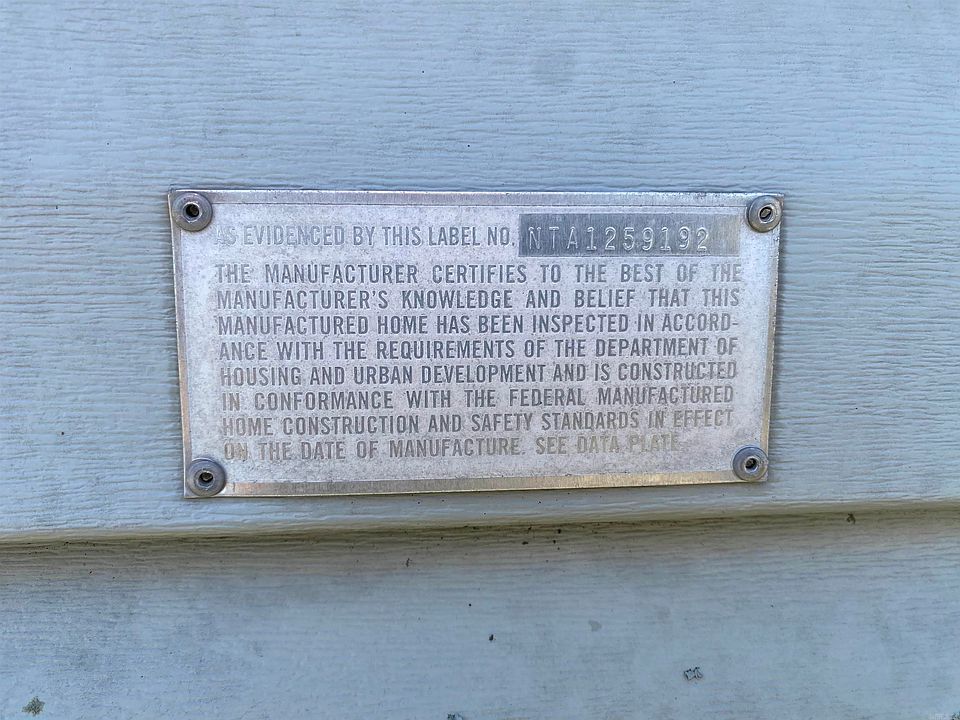 AS EVIDENCED BY THIS LABEL NO. NTA1259192
THE MANUFACTURER CERTIFIES TO THE BEST OF THE
MANUFACTURER'S KNOWLEDGE AND BELIEF THAT THIS
MANUFACTURED HOME HAS BEEN INSPECTED IN ACCORD-
ANCE WITH THE REQUIREMENTS OF THE DEPARTMENT OF
HOUSING AND URBAN DEVELOPMENT AND IS CONSTRUCTED
IN CONFORMANCE WITH THE FEDERAL MANUFACTURED
HOME CONSTRUCTION AND SAFETY STANDARDS IN EFFECT
ON THE DATE OF MANUFACTURE. SEE DATA PLATE.